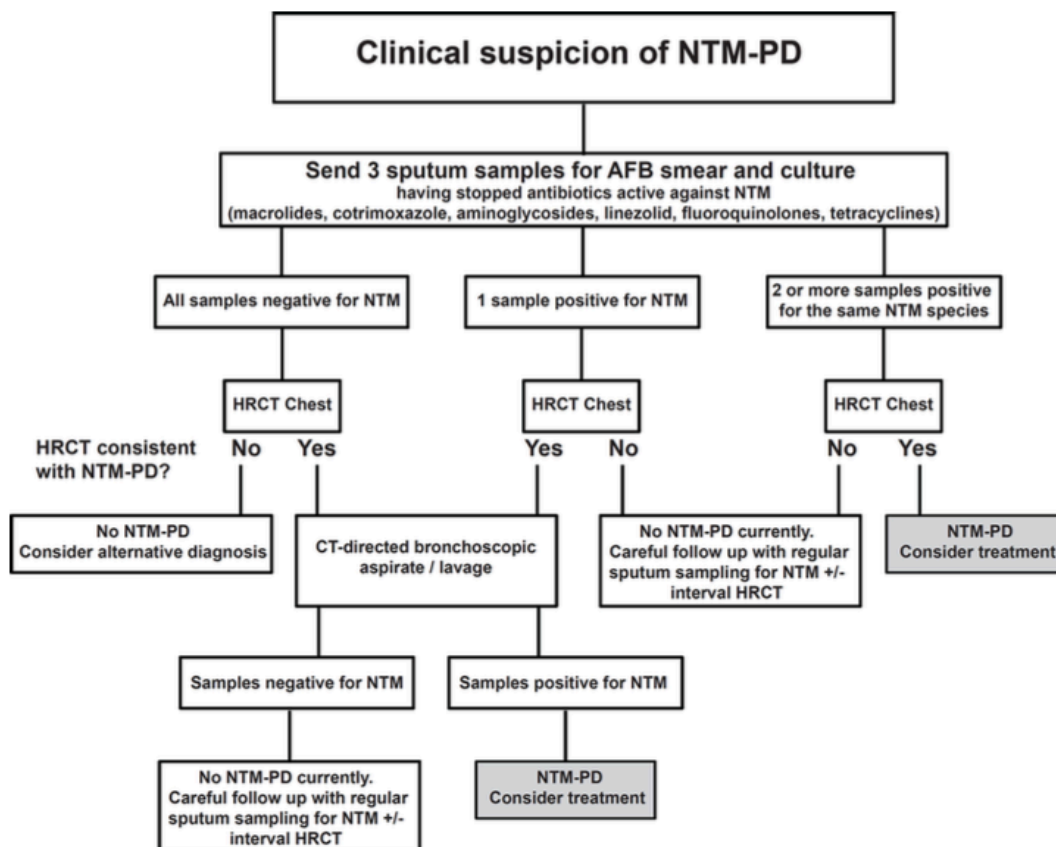 Clinical suspicion of NTM-PD
Send 3 sputum samples for AFB smear and culture
having stopped antibiotics active against NTM
(macrolides, cotrimoxazole, aminoglycosides, linezolid, fluoroquinolones, tetracyclines)
All samples negative for NTM
1 sample positive for NTM
2 or more samples positive
for the same NTM species
HRCT Chest
HRCT Chest
HRCT Chest
HRCT consistent
with NTM-PD?
No
Yes
Yes
No
No
Yes
No NTM-PD
Consider alternative diagnosis
CT-directed bronchoscopic
aspirate / lavage
No NTM-PD currently.
Careful follow up with regular
sputum sampling for NTM +/-
interval HRCT
NTM-PD
Consider treatment
Samples negative for NTM
Samples positive for NTM
No NTM-PD currently.
Careful follow up with regular
sputum sampling for NTM +/-
interval HRCT
NTM-PD
Consider treatment